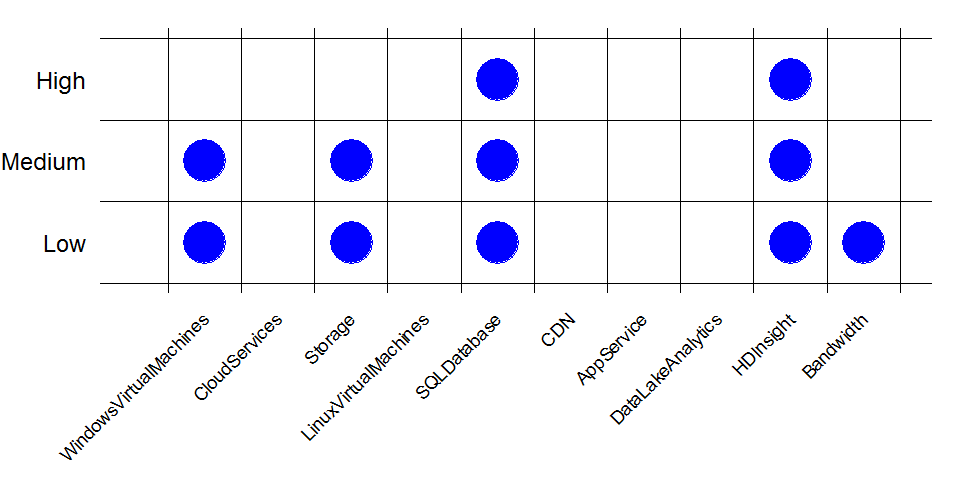 High
Medium
Low
WindowsVirtualMachines
CloudServices
Storage
LinuxVirtualMachines
SQLDatabase
CDN
AppService
DataLakeAnalytics
HDInsight
Bandwidth